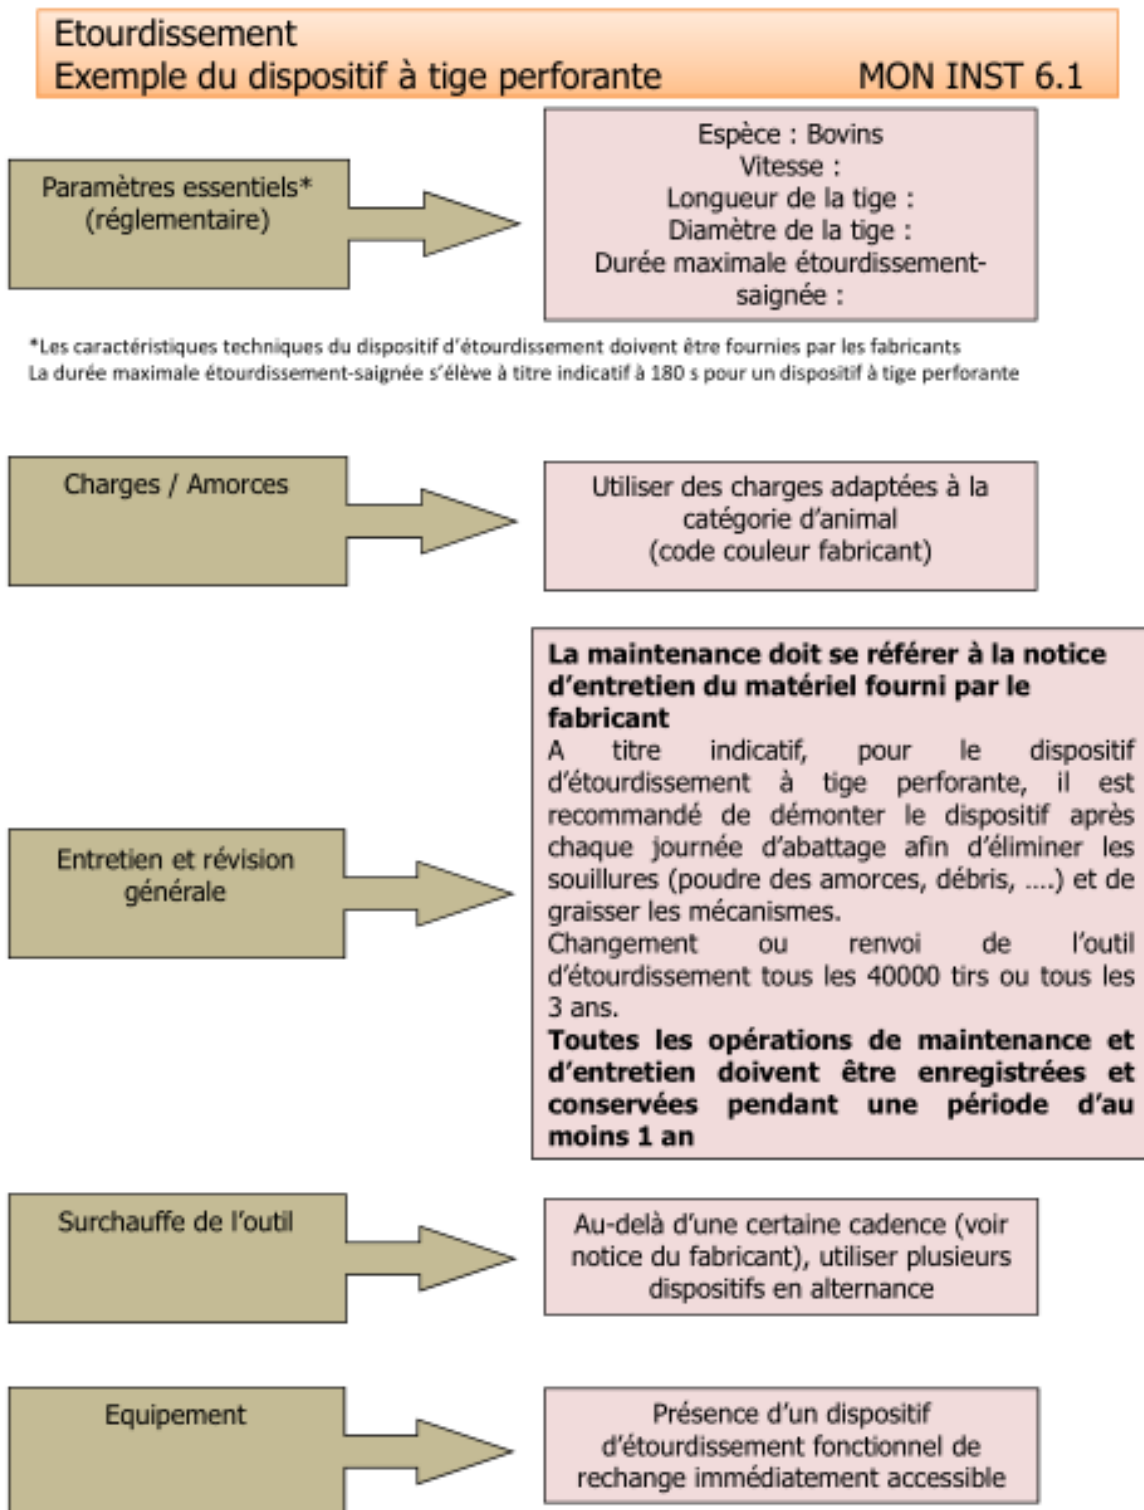 Etourdissement
Exemple du dispositif à tige perforante MON INST 6.1
Paramètres essentiels*
(réglementaire)
Espèce : Bovins
Vitesse :
Longueur de la tige :
Diamètre de la tige :
Durée maximale étourdissement-
saignée :
*Les caractéristiques techniques du dispositif d'étourdissement doivent être fournies par les fabricants
La durée maximale étourdissement-saignée s'élève à titre indicatif à 180 s pour un dispositif à tige perforante
Charges / Amorces
Utiliser des charges adaptées à la
catégorie d'animal
(code couleur fabricant)
Entretien et révision
générale
La maintenance doit se référer à la notice
d'entretien du matériel fourni par le
fabricant
A titre indicatif, pour le dispositif
d'étourdissement à tige perforante, il est
recommandé de démonter le dispositif après
chaque journée d'abattage afin d'éliminer les
souillures (poudre des amorces, débris, ....) et de
graisser les mécanismes.
Changement ou renvoi de l'outil
d'étourdissement tous les 40000 tirs ou tous les
3 ans.
Toutes les opérations de maintenance et
d'entretien doivent être enregistrées et
conservées pendant une période d'au
moins 1 an
Surchauffe de l'outil
Au-delà d'une certaine cadence (voir
notice du fabricant), utiliser plusieurs
dispositifs en alternance
Equipement
Présence d'un dispositif
d'étourdissement fonctionnel de
rechange immédiatement accessible